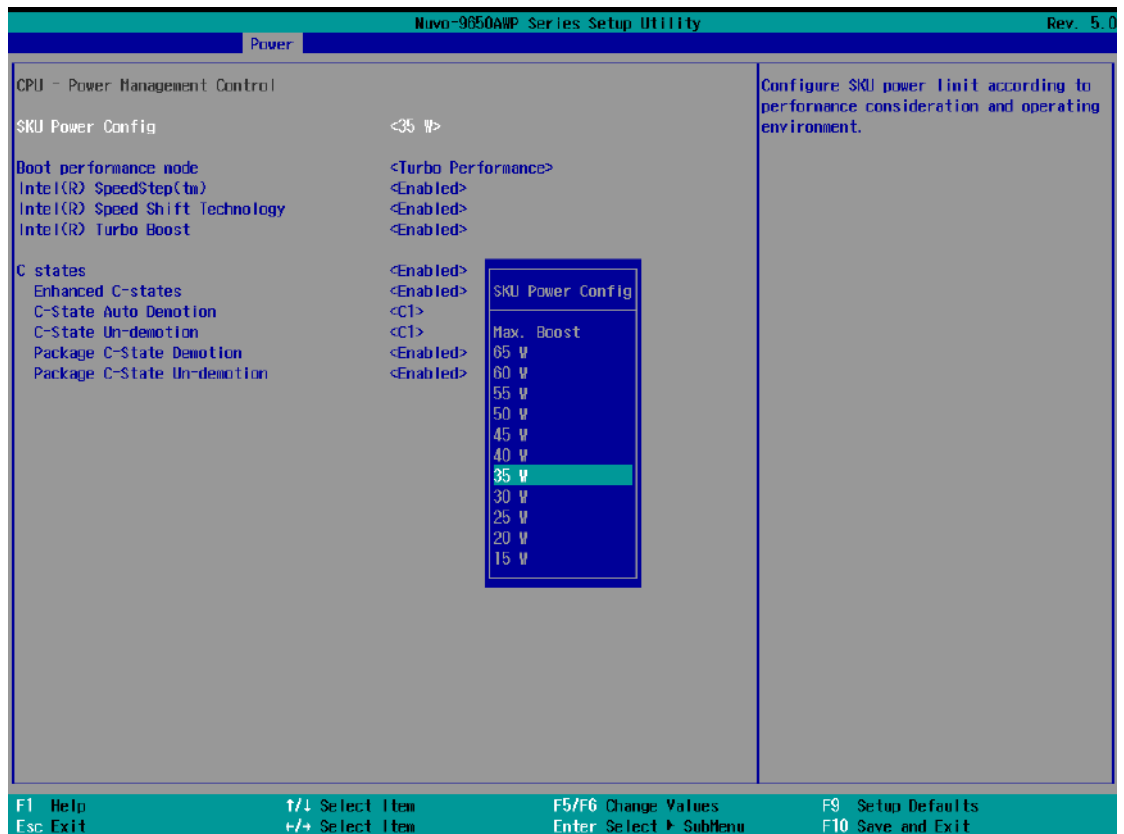 Nuvo-9650AWP Series Setup Utility Rev. 5.0
Power
CPU - Power Management Control
SKU Power Config <35 W>
Boot performance mode <Turbo Performance>
Intel(R) SpeedStep(tm) <Enabled>
Intel(R) Speed Shift Technology <Enabled>
Intel(R) Turbo Boost <Enabled>
C states <Enabled>
Enhanced C-states <Enabled>
C-State Auto Demotion <C1>
C-State Un-demotion <C1>
Package C-State Demotion <Enabled>
Package C-State Un-demotion <Enabled>
SKU Power Config
Max. Boost
65 W
60 W
55 W
50 W
45 W
40 W
35 W
30 W
25 W
20 W
15 W
Configure SKU power limit according to
performance consideration and operating
environment.
F1 Help ↑/↓ Select Item F5/F6 Change Values F9 Setup Defaults
Esc Exit ←/→ Select Item Enter Select ▶ SubMenu F10 Save and Exit